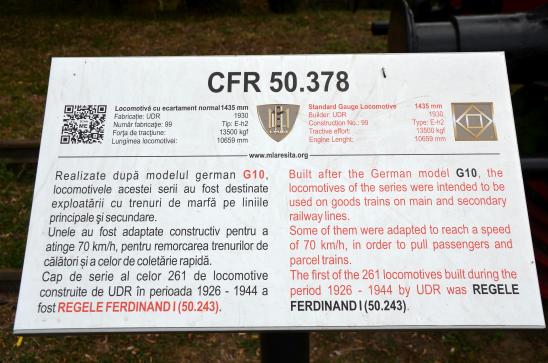 CFR 50.378
Locomotivă cu ecartament normal 1435 mm
Fabricație: UDR 1930
Număr fabricație: 99 Tip: E-h2
Forța de tracțiune: 13500 kgf
Lungimea locomotivei: 10659 mm
Standard Gauge Locomotive 1435 mm
Builder: UDR 1930
Construction No.: 99 Type: E-h2
Tractive effort: 13500 kgf
Engine Lenght: 10659 mm
www.mlaresita.org
Realizate după modelul german G10,
locomotivele acestei serii au fost destinate
exploatării cu trenuri de marfă pe liniile
principale și secundare.
Unele au fost adaptate constructiv pentru a
atinge 70 km/h, pentru remorcarea trenurilor de
călători și a celor de coletărie rapidă.
Cap de serie al celor 261 de locomotive
construite de UDR în perioada 1926 - 1944 a
fost REGELE FERDINAND I (50.243).
Built after the German model G10, the
locomotives of the series were intended to be
used on goods trains on main and secondary
railway lines.
Some of them were adapted to reach a speed
of 70 km/h, in order to pull passengers and
parcel trains.
The first of the 261 locomotives built during the
period 1926 - 1944 by UDR was REGELE
FERDINAND I (50.243).